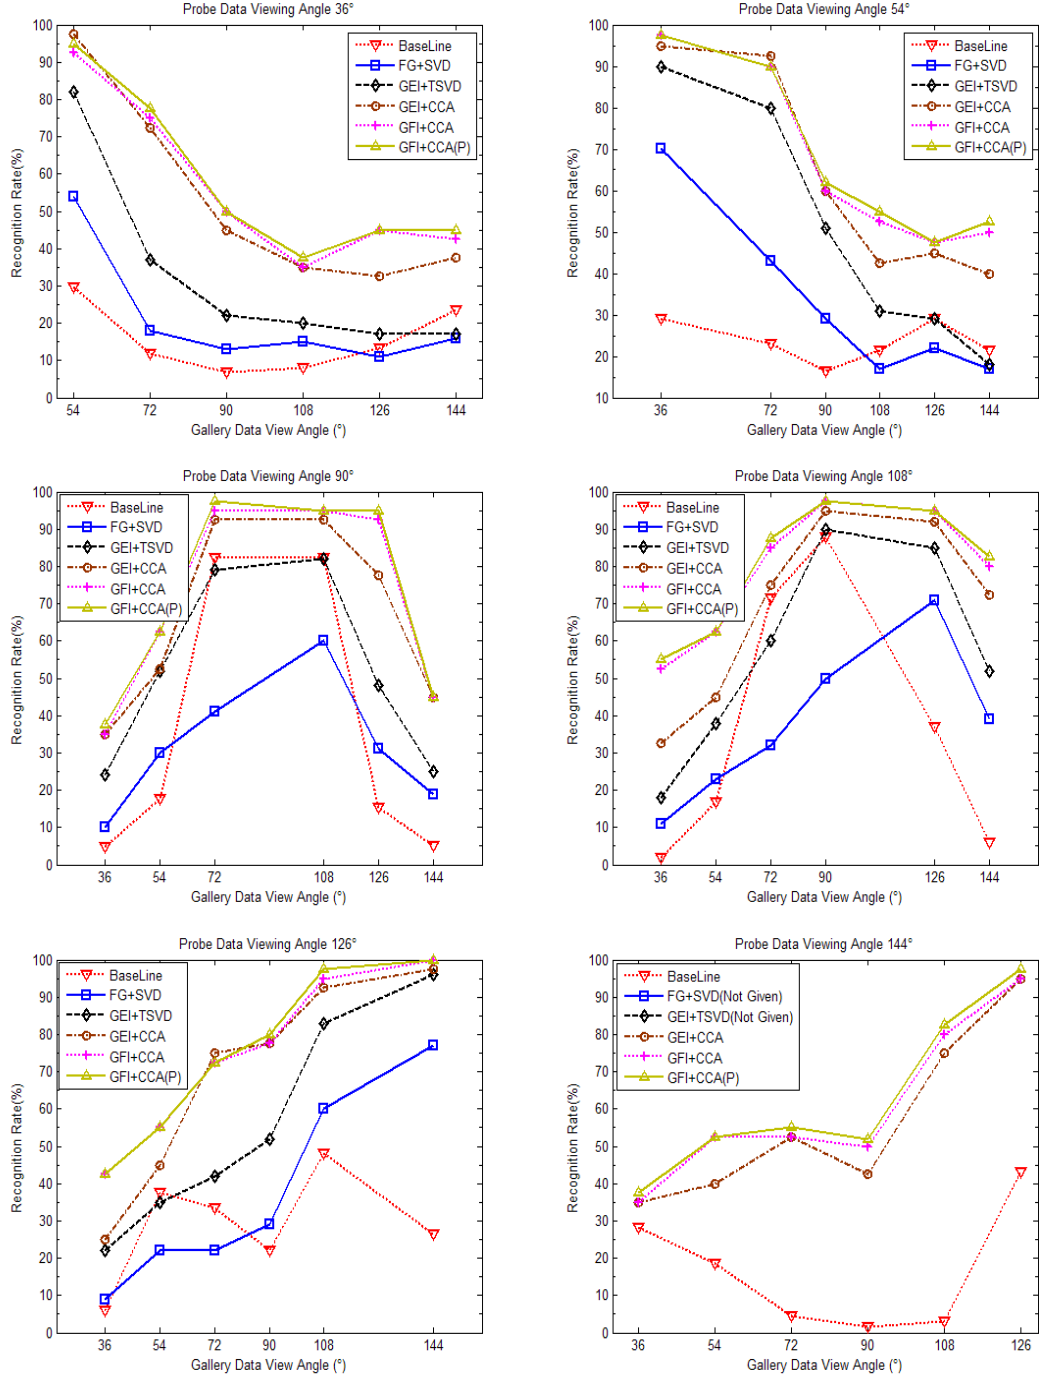 Probe Data Viewing Angle 36°
100
90
80
70
60
50
40
30
20
10
0
Recognition Rate(%)
BaseLine
FG+SVD
GEI+TSVD
GEI+CCA
GFI+CCA
GFI+CCA(P)
54 72 90 108 126 144
Gallery Data View Angle (°)
Probe Data Viewing Angle 54°
100
90
80
70
60
50
40
30
20
10
Recognition Rate(%)
BaseLine
FG+SVD
GEI+TSVD
GEI+CCA
GFI+CCA
GFI+CCA(P)
36 72 90 108 126 144
Gallery Data View Angle (°)
Probe Data Viewing Angle 90°
100
90
80
70
60
50
40
30
20
10
0
Recognition Rate(%)
BaseLine
FG+SVD
GEI+TSVD
GEI+CCA
GFI+CCA
GFI+CCA(P)
36 54 72 108 126 144
Gallery Data View Angle (°)
Probe Data Viewing Angle 108°
100
90
80
70
60
50
40
30
20
10
0
Recognition Rate(%)
BaseLine
FG+SVD
GEI+TSVD
GEI+CCA
GFI+CCA
GFI+CCA(P)
36 54 72 90 126 144
Gallery Data View Angle (°)
Probe Data Viewing Angle 126°
100
90
80
70
60
50
40
30
20
10
0
Recognition Rate(%)
BaseLine
FG+SVD
GEI+TSVD
GEI+CCA
GFI+CCA
GFI+CCA(P)
36 54 72 90 108 144
Gallery Data View Angle (°)
Probe Data Viewing Angle 144°
100
90
80
70
60
50
40
30
20
10
0
Recognition Rate(%)
BaseLine
FG+SVD(Not Given)
GEI+TSVD(Not Given)
GEI+CCA
GFI+CCA
GFI+CCA(P)
36 54 72 90 108 126
Gallery Data View Angle (°)